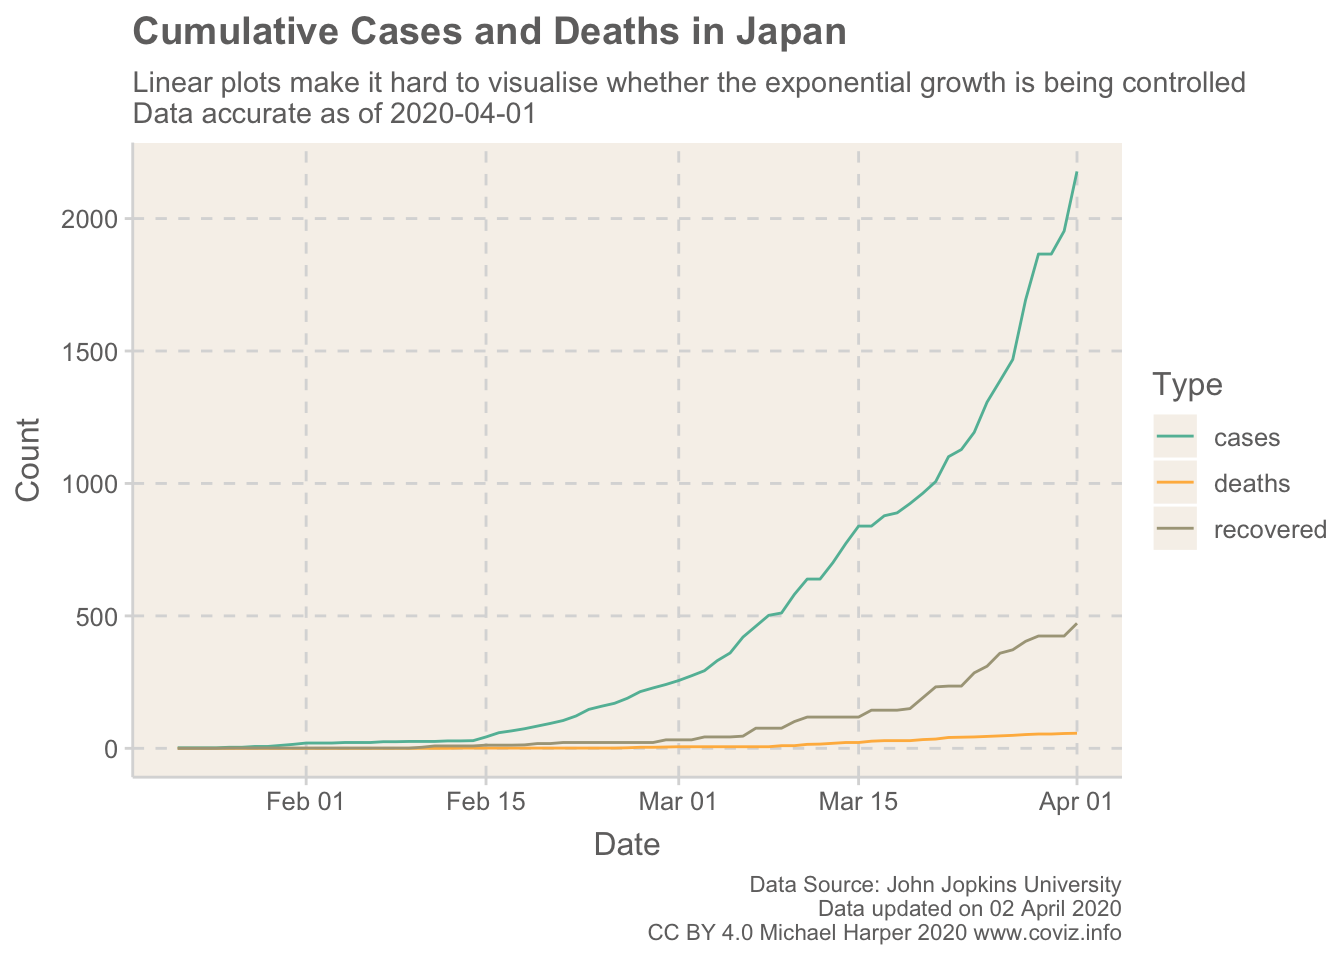 Cumulative Cases and Deaths in Japan
Linear plots make it hard to visualise whether the exponential growth is being controlled
Data accurate as of 2020-04-01
2000
1500
1000
500
0
Count
Feb 01
Feb 15
Mar 01
Mar 15
Apr 01
Date
Type
cases
deaths
recovered
Data Source: John Jopkins University
Data updated on 02 April 2020
CC BY 4.0 Michael Harper 2020 www.coviz.info